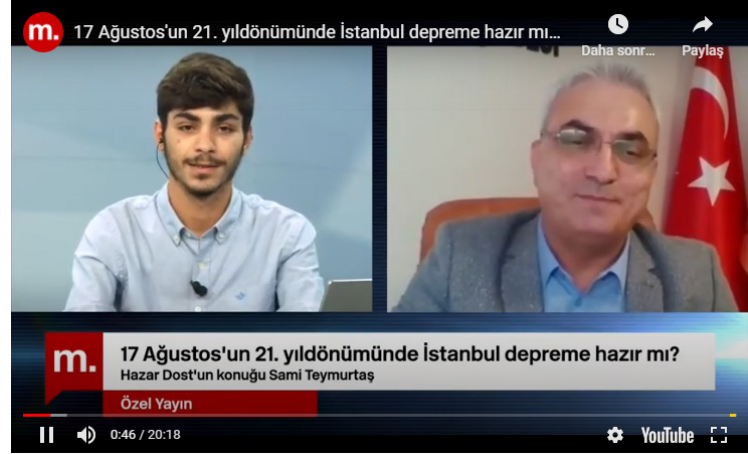 m. 17 Ağustos'un 21. yıldönümünde İstanbul depreme hazır mı...
Daha sonr... Paylaş
m. 17 Ağustos'un 21. yıldönümünde İstanbul depreme hazır mı?
Hazar Dost'un konuğu Sami Teymurtaş
Özel Yayın
0:46 / 20:18 YouTube